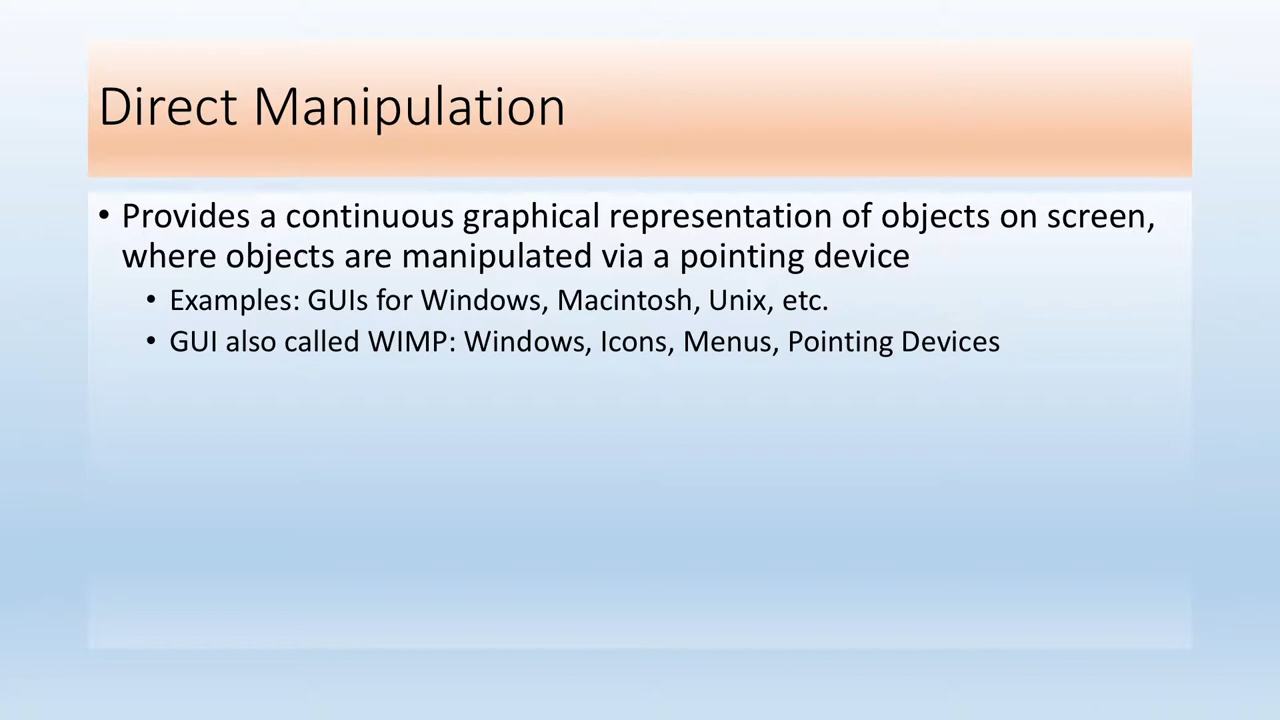 Direct Manipulation
• Provides a continuous graphical representation of objects on screen,
where objects are manipulated via a pointing device
• Examples: GUIs for Windows, Macintosh, Unix, etc.
• GUI also called WIMP: Windows, Icons, Menus, Pointing Devices